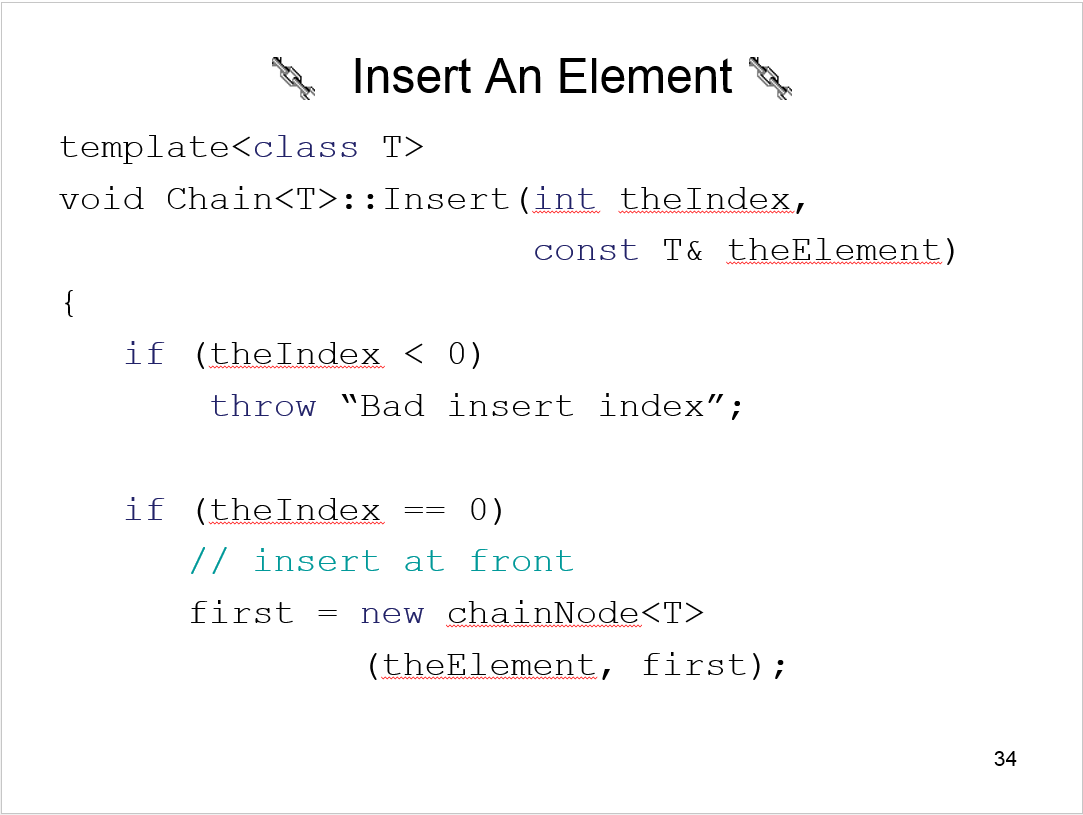 Insert An Element
template<class T>
void Chain<T>::Insert(int theIndex,
const T& theElement)
{
if (theIndex < 0)
throw “Bad insert index”;
if (theIndex == 0)
// insert at front
first = new chainNode<T>
(theElement, first);
34